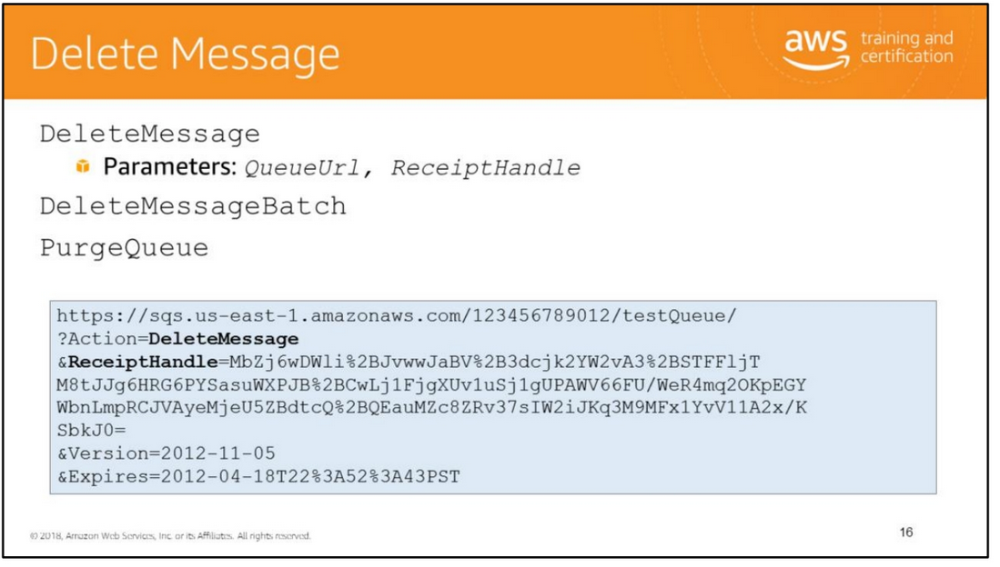 Delete Message
aws training and
certification
DeleteMessage
Parameters: QueueUrl, ReceiptHandle
DeleteMessageBatch
PurgeQueue
https://sqs.us-east-1.amazonaws.com/123456789012/testQueue/
?Action=DeleteMessage
&ReceiptHandle=MbZj6wDWli%2BJvwwJaBV%2B3dcjk2YW2vA3%2BSTFFljT
M8tJJg6HRG6PYSasuWXPJB%2BCwLj1FjgXUv1uSj1gUPAWV66FU/WeR4mq2OKpEGY
WbnLmpRCJVAyeMjeU5ZBdtcQ%2BQEauMZc8ZRv37sIW2iJKq3M9MFx1YvV11A2x/K
SbkJ0=
&Version=2012-11-05
&Expires=2012-04-18T22%3A52%3A43PST
© 2018, Amazon Web Services, Inc. or its Affiliates. All rights reserved.
16